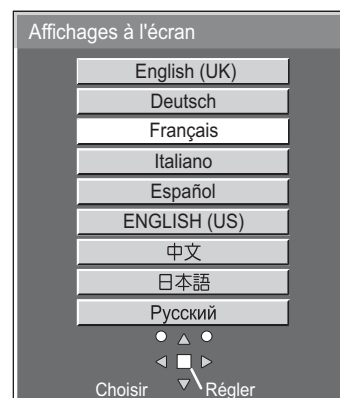 Affichages à l'écran
English (UK)
Deutsch
Français
Italiano
Español
ENGLISH (US)
中文
日本語
Русский
Choisir Régler